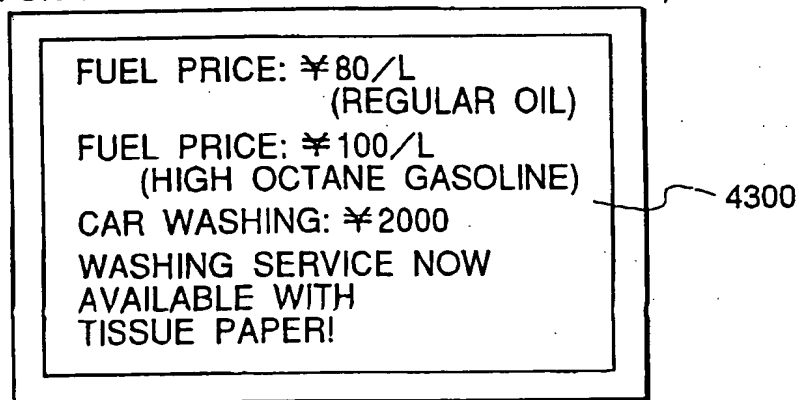 FUEL PRICE: ¥80/L
(REGULAR OIL)
FUEL PRICE: ¥100/L
(HIGH OCTANE GASOLINE)
4300
CAR WASHING: ¥2000
WASHING SERVICE NOW
AVAILABLE WITH
TISSUE PAPER!